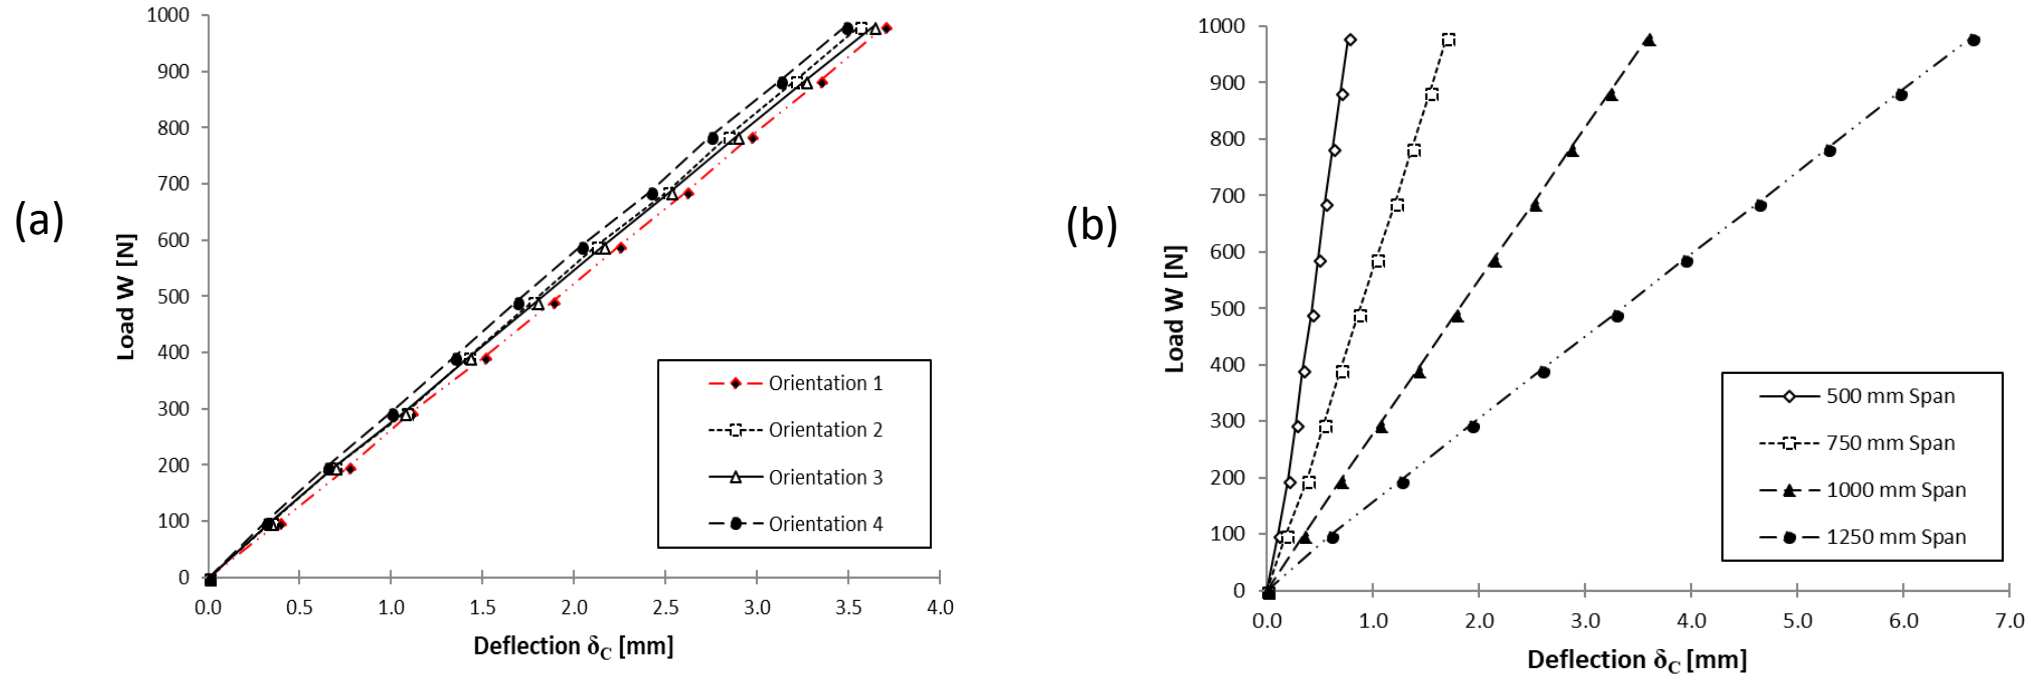 (a)
Load W [N]
1000
900
800
700
600
500
400
300
200
100
0
0.0 0.5 1.0 1.5 2.0 2.5 3.0 3.5 4.0
Deflection δC [mm]
Orientation 1
Orientation 2
Orientation 3
Orientation 4
(b)
Load W [N]
1000
900
800
700
600
500
400
300
200
100
0
0.0 1.0 2.0 3.0 4.0 5.0 6.0 7.0
Deflection δC [mm]
500 mm Span
750 mm Span
1000 mm Span
1250 mm Span